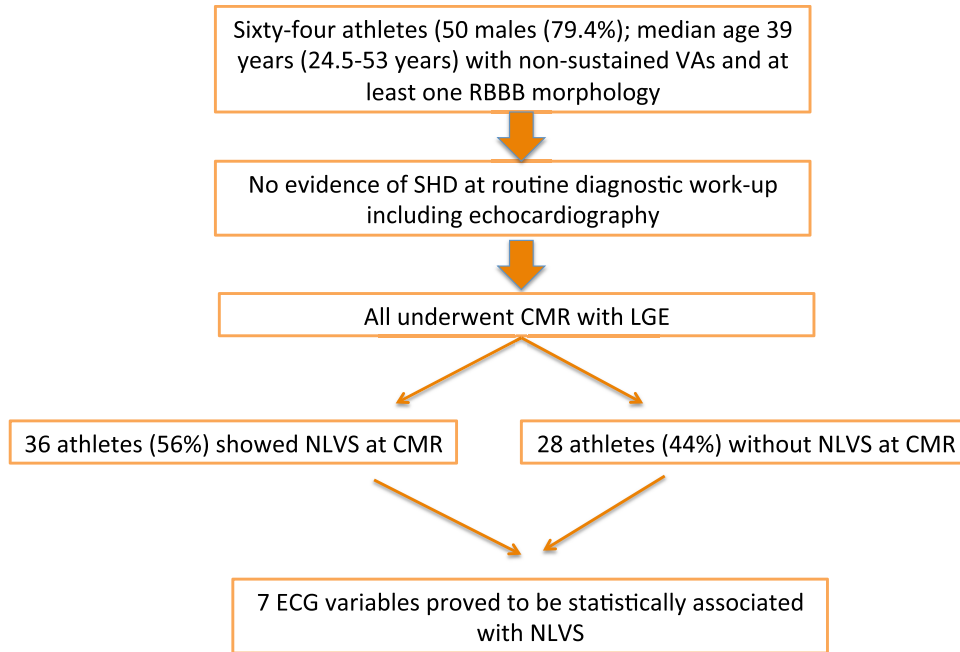 Sixty-four athletes (50 males (79.4%); median age 39
years (24.5-53 years) with non-sustained VAs and at
least one RBBB morphology
No evidence of SHD at routine diagnostic work-up
including echocardiography
All underwent CMR with LGE
36 athletes (56%) showed NLVS at CMR
28 athletes (44%) without NLVS at CMR
7 ECG variables proved to be statistically associated
with NLVS